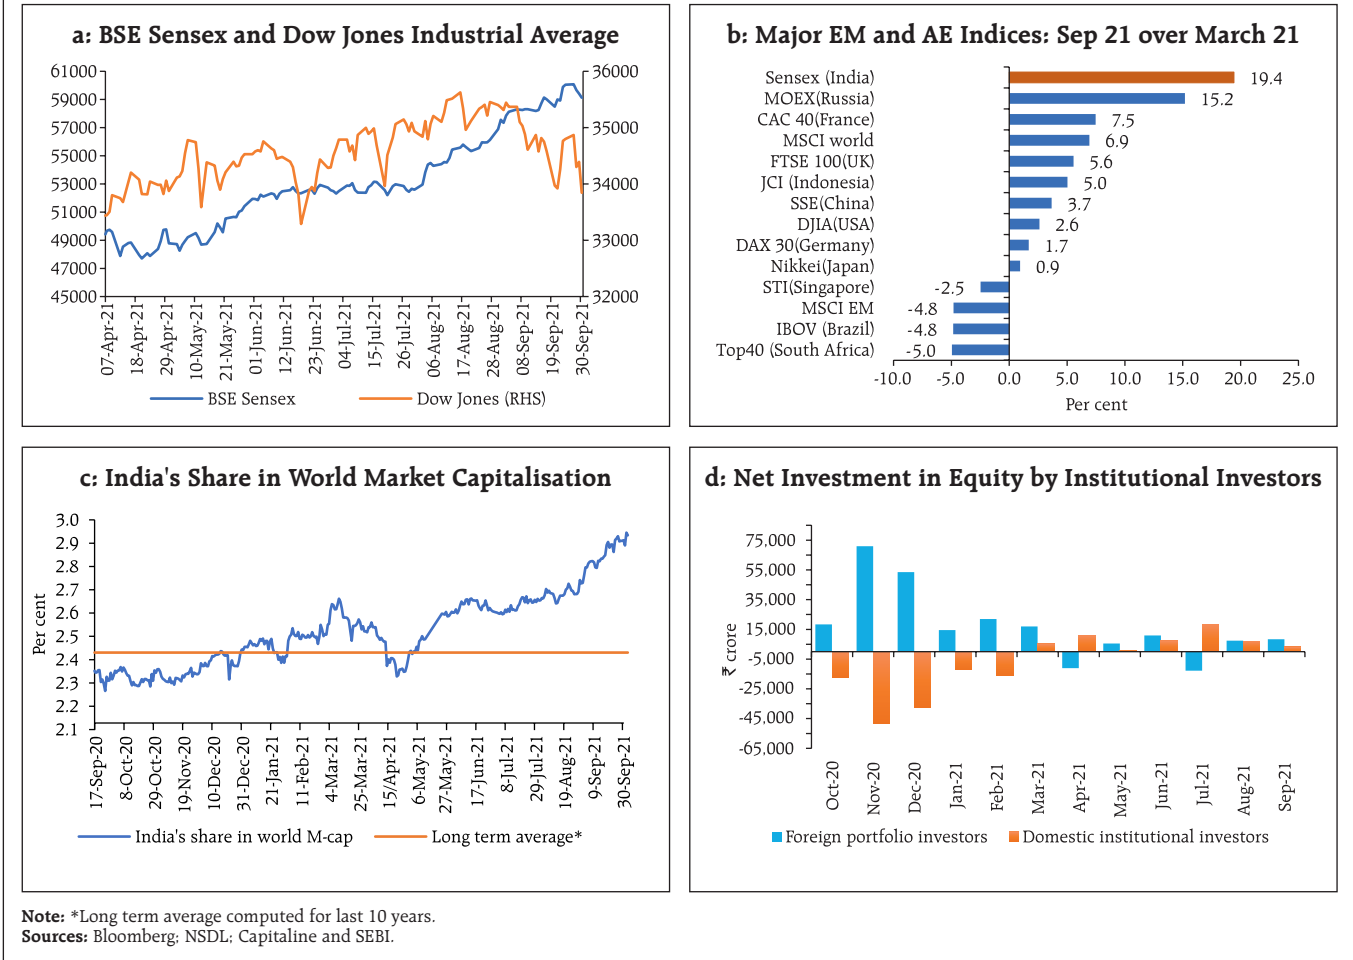 a: BSE Sensex and Dow Jones Industrial Average
61000
59000
57000
55000
53000
51000
49000
47000
45000
36000
35000
34000
33000
32000
07-Apr-21
18-Apr-21
29-Apr-21
10-May-21
21-May-21
01-Jun-21
12-Jun-21
23-Jun-21
04-Jul-21
15-Jul-21
26-Jul-21
06-Aug-21
17-Aug-21
28-Aug-21
08-Sep-21
19-Sep-21
30-Sep-21
BSE Sensex
Dow Jones (RHS)
b: Major EM and AE Indices: Sep 21 over March 21
Sensex (India) 19.4
MOEX(Russia) 15.2
CAC 40(France) 7.5
MSCI world 6.9
FTSE 100(UK) 5.6
JCI (Indonesia) 5.0
SSE(China) 3.7
DJIA(USA) 2.6
DAX 30(Germany) 1.7
Nikkei(Japan) 0.9
STI(Singapore) -2.5
MSCI EM -4.8
IBOV (Brazil) -4.8
Top40 (South Africa) -5.0
-10.0 -5.0 0.0 5.0 10.0 15.0 20.0 25.0
Per cent
c: India's Share in World Market Capitalisation
Per cent
3.0
2.9
2.8
2.7
2.6
2.5
2.4
2.3
2.2
2.1
17-Sep-20
8-Oct-20
29-Oct-20
19-Nov-20
10-Dec-20
31-Dec-20
21-Jan-21
11-Feb-21
4-Mar-21
25-Mar-21
15/Apr-21
6-May-21
27-May-21
17-Jun-21
8-Jul-21
29-Jul-21
19-Aug-21
9-Sep-21
30-Sep-21
India's share in world M-cap
Long term average*
d: Net Investment in Equity by Institutional Investors
₹ crore
75,000
55,000
35,000
15,000
-5,000
-25,000
-45,000
-65,000
Oct-20
Nov-20
Dec-20
Jan-21
Feb-21
Mar-21
Apr-21
May-21
Jun-21
Jul-21
Aug-21
Sep-21
Foreign portfolio investors
Domestic institutional investors
Note: *Long term average computed for last 10 years.
Sources: Bloomberg; NSDL; Capitaline and SEBI.